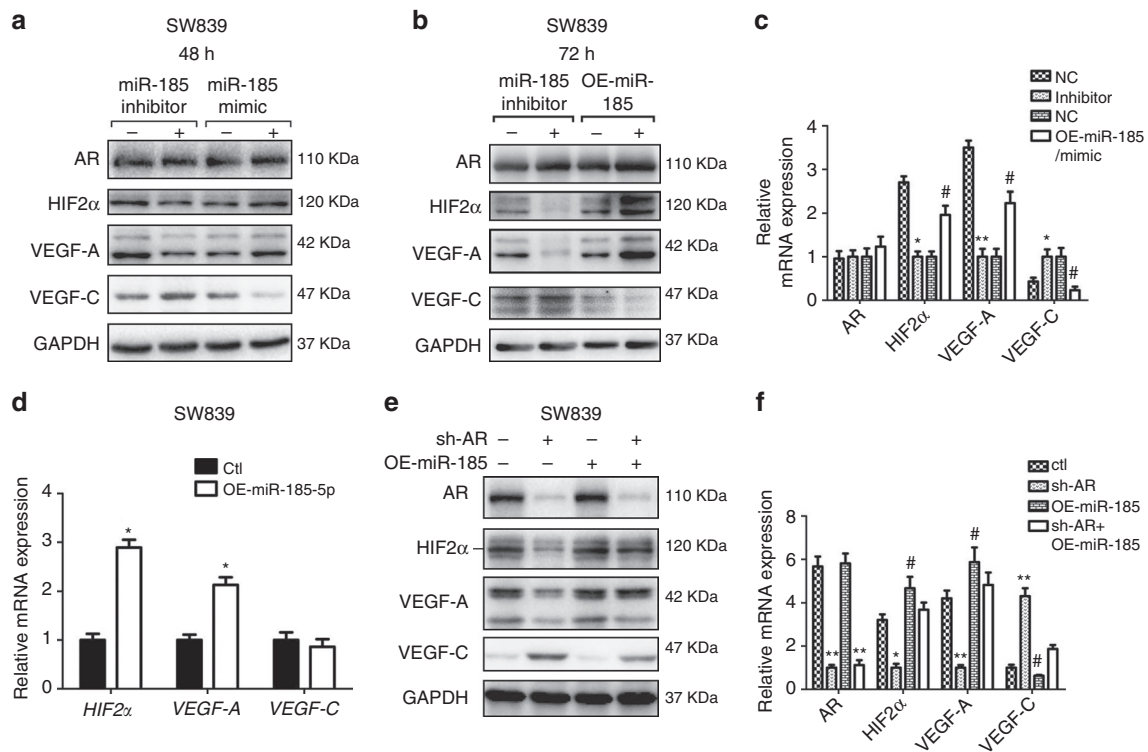 a
SW839
48 h
miR-185 inhibitor
miR-185 mimic
− + − +
AR 110 KDa
HIF2α 120 KDa
VEGF-A 42 KDa
VEGF-C 47 KDa
GAPDH 37 KDa
b
SW839
72 h
miR-185 inhibitor
OE-miR-185
− + − +
AR 110 KDa
HIF2α 120 KDa
VEGF-A 42 KDa
VEGF-C 47 KDa
GAPDH 37 KDa
c
NC
Inhibitor
NC
OE-miR-185
/mimic
Relative
mRNA expression
4
3
2
1
0
* # ** # * #
AR HIF2α VEGF-A VEGF-C
d
SW839
Ctl
OE-miR-185-5p
Relative mRNA expression
4
3
2
1
0
* *
HIF2α VEGF-A VEGF-C
e
SW839
sh-AR − + − +
OE-miR-185 − − + +
AR 110 KDa
HIF2α 120 KDa
VEGF-A 42 KDa
VEGF-C 47 KDa
GAPDH 37 KDa
f
ctl
sh-AR
OE-miR-185
sh-AR+
OE-miR-185
Relative mRNA expression
8
6
4
2
0
** ** * # ** # ** #
AR HIF2α VEGF-A VEGF-C